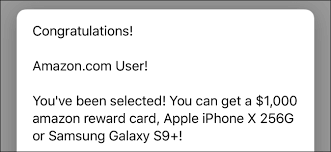 Congratulations!
Amazon.com User!
You've been selected! You can get a $1,000
amazon reward card, Apple iPhone X 256G
or Samsung Galaxy S9+!